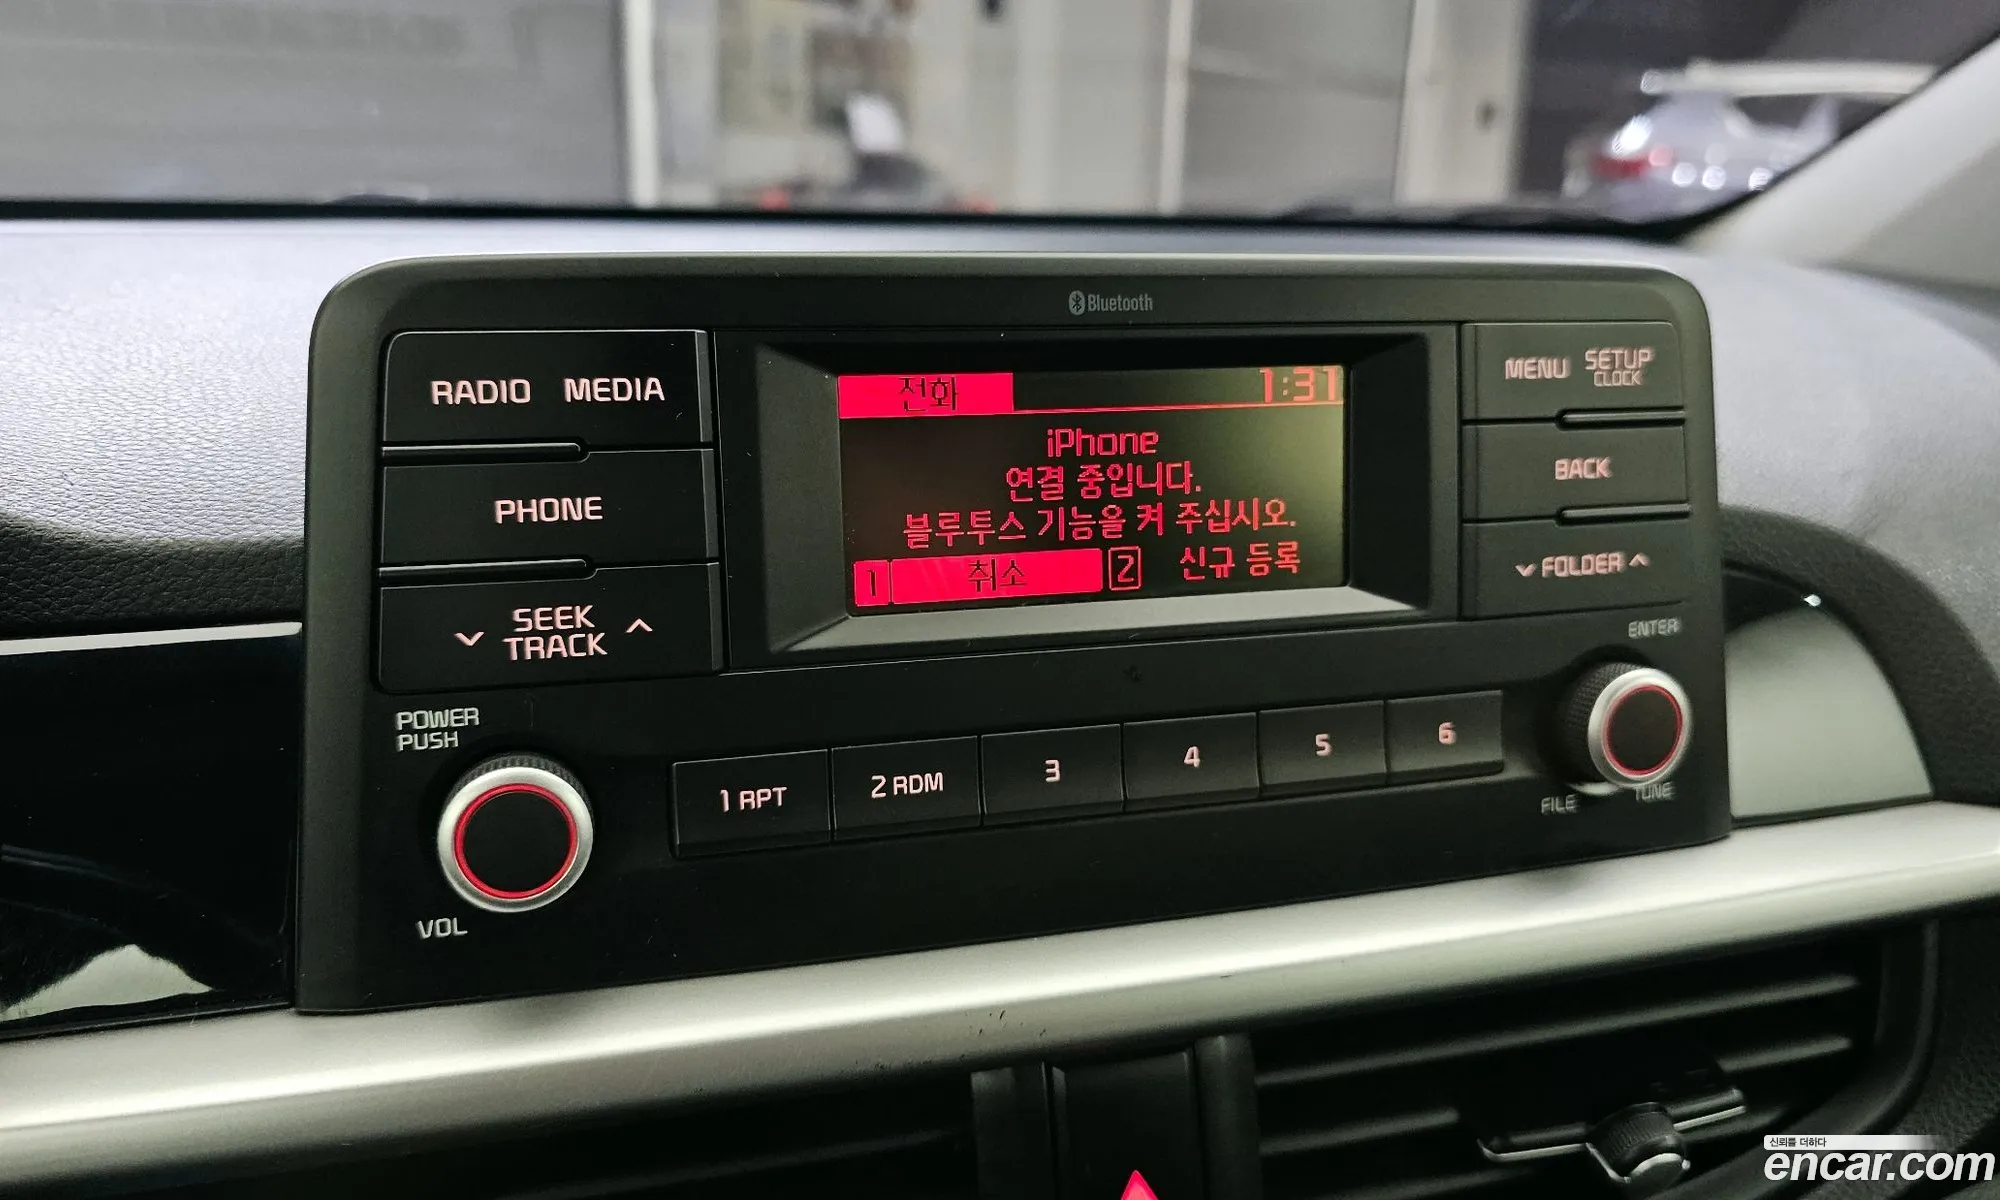 Bluetooth
RADIO MEDIA
PHONE
SEEK
TRACK
전화 1:31
iPhone
연결 중입니다.
블루투스 기능을 켜 주십시오.
1 취소 2 신규 등록
MENU SETUP
CLOCK
BACK
FOLDER
ENTER
POWER
PUSH
VOL
1 RPT
2 RDM
3
4
5
6
FILE
TUNE
신뢰를 더하다
encar.com